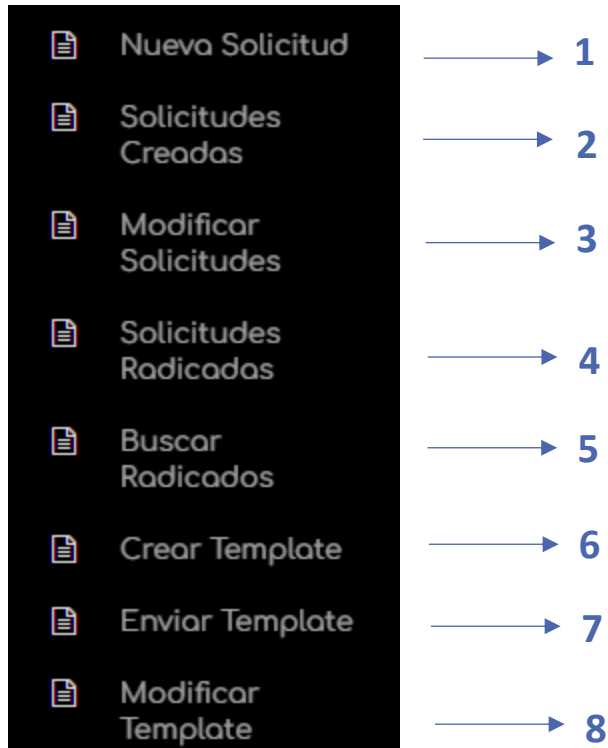 Nueva Solicitud 1
Solicitudes
Creadas 2
Modificar
Solicitudes 3
Solicitudes
Radicadas 4
Buscar
Radicados 5
Crear Template 6
Enviar Template 7
Modificar
Template 8